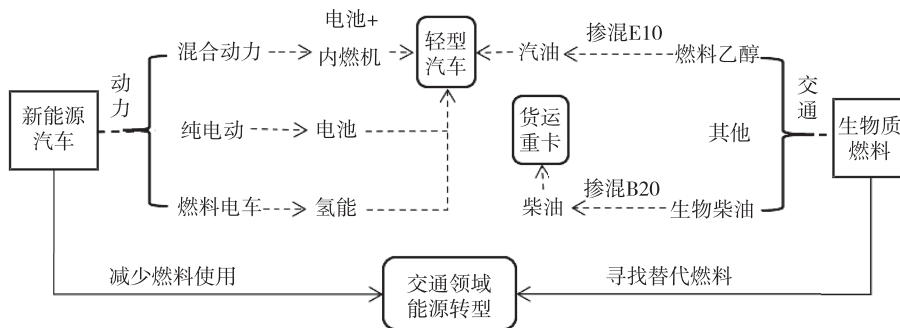 电池+
内燃机
混合动力
轻型
汽车
汽油
掺混E10
燃料乙醇
动力
交通
新能源
汽车
纯电动
电池
货运
重卡
其他
生物质
燃料
燃料电车
氢能
柴油
掺混B20
生物柴油
减少燃料使用
交通领域
能源转型
寻找替代燃料